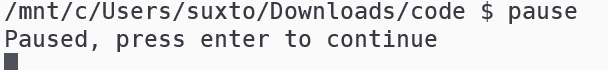 /mnt/c/Users/suxto/Downloads/code $ pause
Paused, press enter to continue